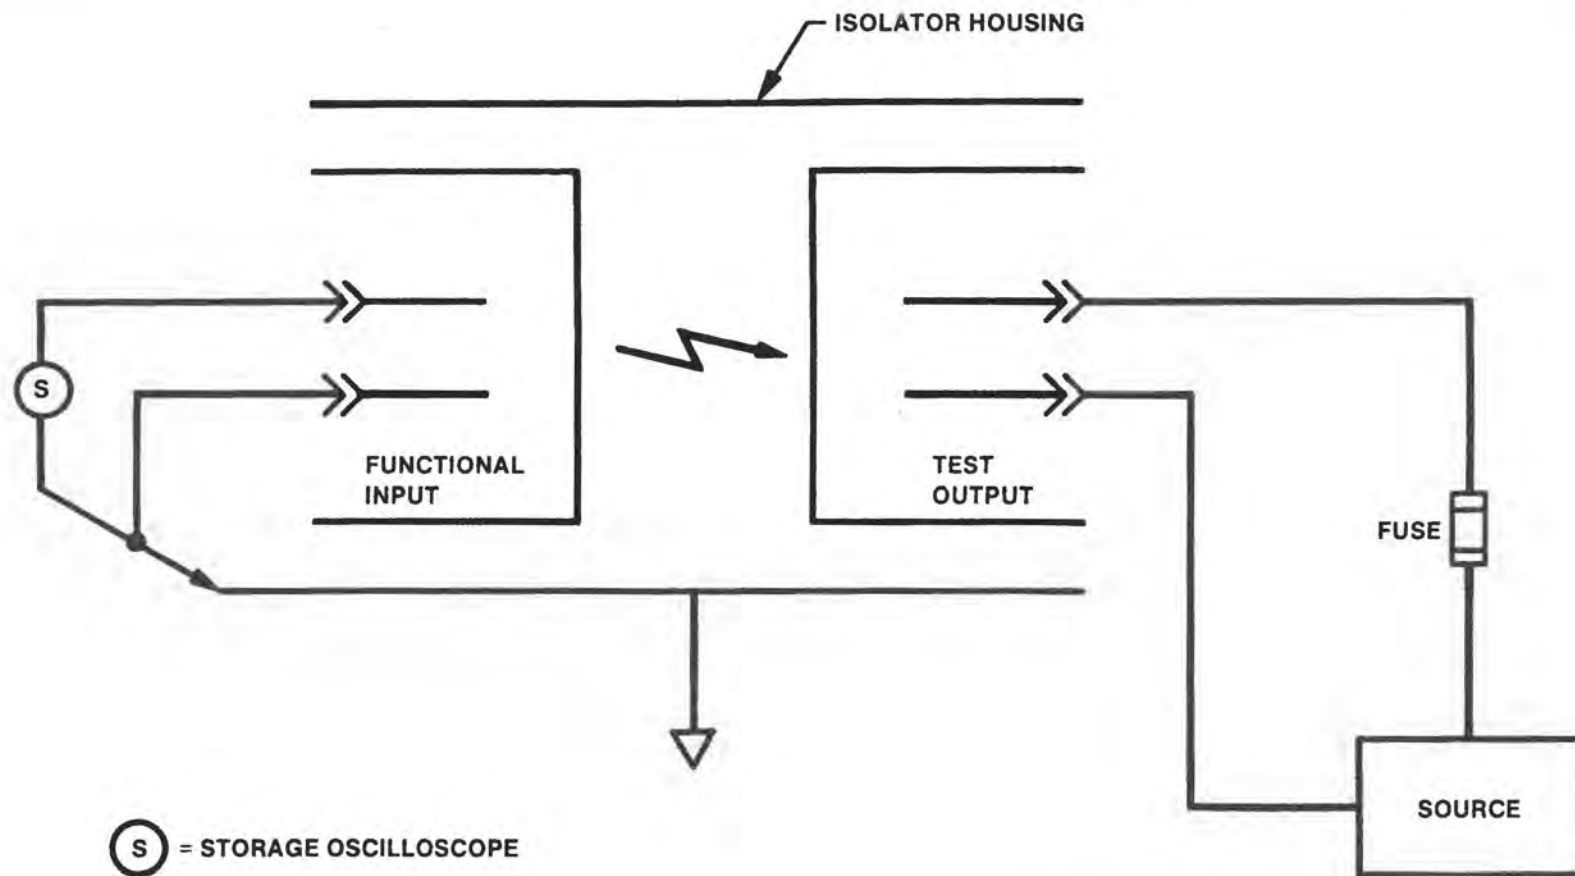 ISOLATOR HOUSING
S
FUNCTIONAL
INPUT
TEST
OUTPUT
FUSE
SOURCE
S = STORAGE OSCILLOSCOPE